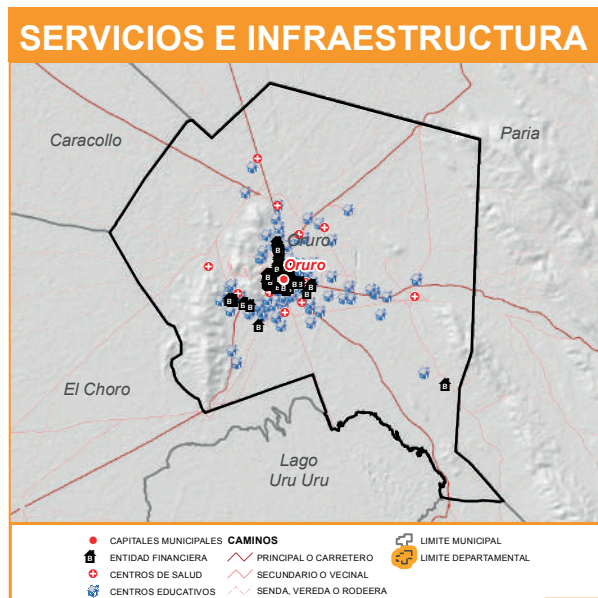 SERVICIOS E INFRAESTRUCTURA
Caracollo
Paria
Oruro
Oruro
El Choro
Lago
Uru Uru
CAPITALES MUNICIPALES
ENTIDAD FINANCIERA
CENTROS DE SALUD
CENTROS EDUCATIVOS
CAMINOS
PRINCIPAL O CARRETERO
SECUNDARIO O VECINAL
SENDA, VEREDA O RODEERA
LIMITE MUNICIPAL
LIMITE DEPARTAMENTAL